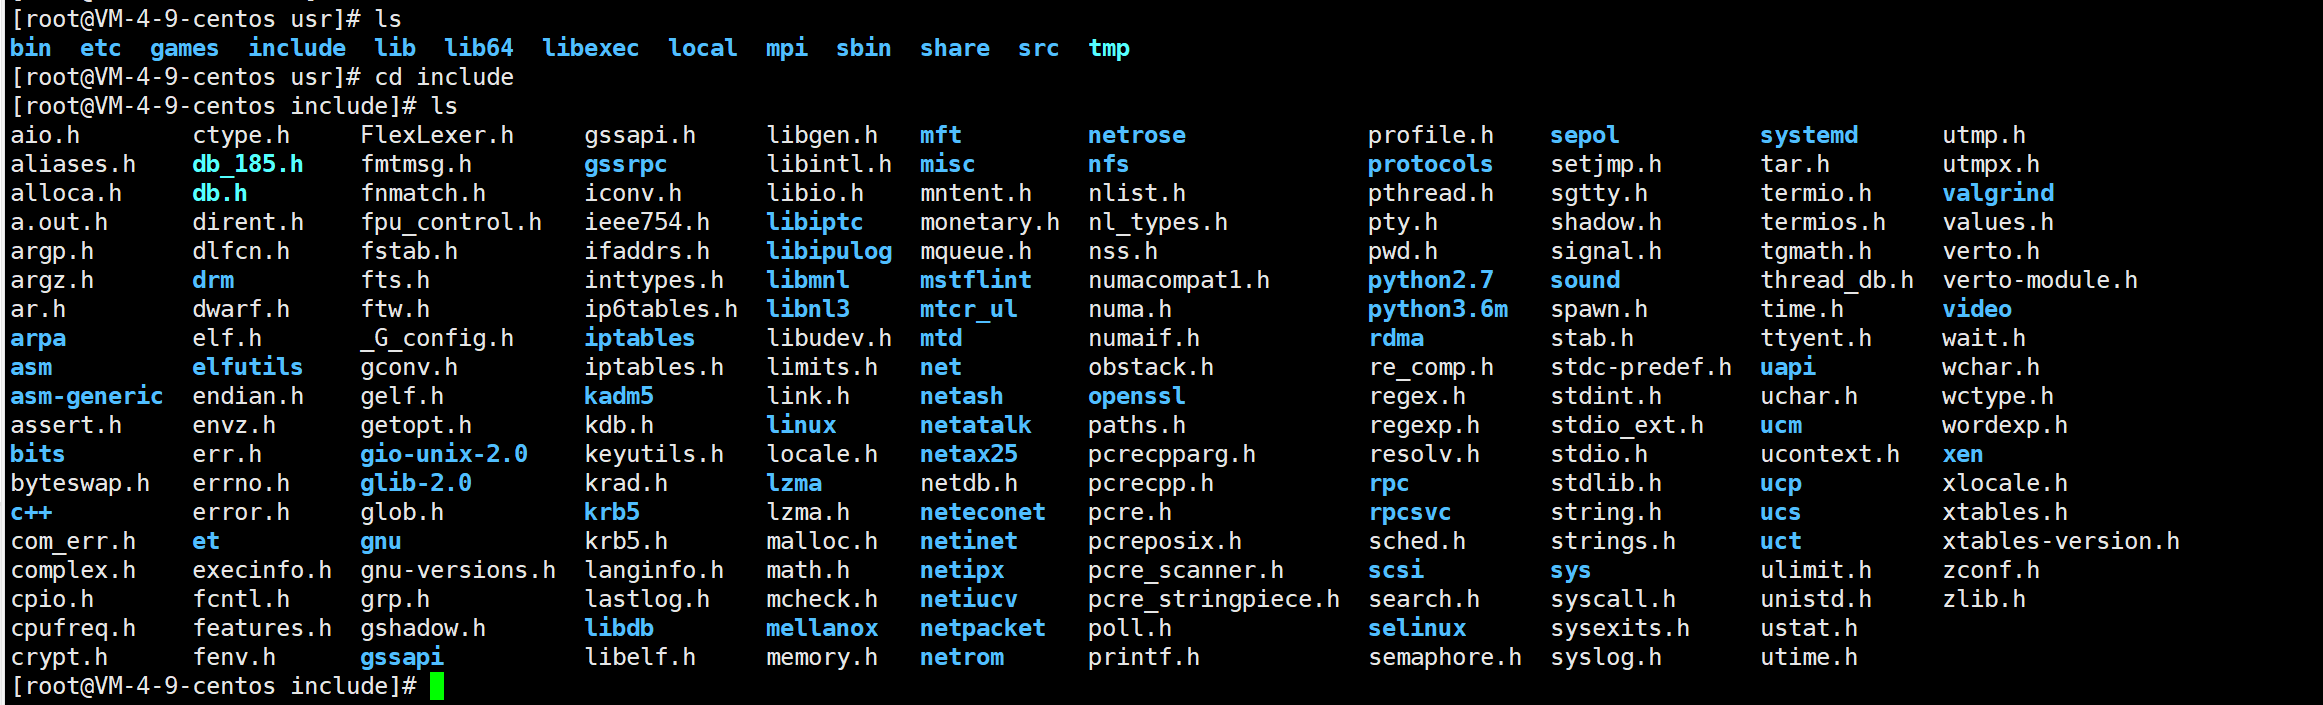 [root@VM-4-9-centos usr]# ls
bin  etc  games  include  lib  lib64  libexec  local  mpi  sbin  share  src  tmp
[root@VM-4-9-centos usr]# cd include
[root@VM-4-9-centos include]# ls
aio.h        ctype.h     FlexLexer.h     gssapi.h     libgen.h    mft         netrose             profile.h    sepol          systemd      utmp.h
aliases.h    db_185.h    fmtmsg.h        gssrpc       libintl.h   misc        nfs                 protocols    setjmp.h       tar.h        utmpx.h
alloca.h     db.h        fnmatch.h       iconv.h      libio.h     mntent.h    nlist.h             pthread.h    sgtty.h        termio.h     valgrind
a.out.h      dirent.h    fpu_control.h   ieee754.h    libiptc     monetary.h  nl_types.h          pty.h        shadow.h       termios.h    values.h
argp.h       dlfcn.h     fstab.h         ifaddrs.h    libipulog   mqueue.h    nss.h               pwd.h        signal.h       tgmath.h     verto.h
argz.h       drm         fts.h           inttypes.h   libmnl      mstflint    numacompat1.h       python2.7    sound          thread_db.h  verto-module.h
ar.h         dwarf.h     ftw.h           ip6tables.h  libnl3      mtcr_ul     numa.h              python3.6m   spawn.h        time.h       video
arpa         elf.h       _G_config.h     iptables     libudev.h   mtd         numaif.h            rdma         stab.h         ttyent.h     wait.h
asm          elfutils    gconv.h         iptables.h   limits.h    net         obstack.h           re_comp.h    stdc-predef.h  uapi         wchar.h
asm-generic  endian.h    gelf.h          kadm5        link.h      netash      openssl             regex.h      stdint.h       uchar.h      wctype.h
assert.h     envz.h      getopt.h        kdb.h        linux       netatalk    paths.h             regexp.h     stdio_ext.h    ucm          wordexp.h
bits         err.h       gio-unix-2.0    keyutils.h   locale.h    netax25     pcrecpparg.h        resolv.h     stdio.h        ucontext.h   xen
byteswap.h   errno.h     glib-2.0        krad.h       lzma        netdb.h     pcrecpp.h           rpc          stdlib.h       ucp          xlocale.h
c++          error.h     glob.h          krb5         lzma.h      neteconet   pcre.h              rpcsvc       string.h       ucs          xtables.h
com_err.h    et          gnu             krb5.h       malloc.h    netinet     pcreposix.h         sched.h      strings.h      uct          xtables-version.h
complex.h    execinfo.h  gnu-versions.h  langinfo.h   math.h      netipx      pcre_scanner.h      scsi         sys            ulimit.h     zconf.h
cpio.h       fcntl.h     grp.h           lastlog.h    mcheck.h    netiucv     pcre_stringpiece.h  search.h     syscall.h      unistd.h     zlib.h
cpufreq.h    features.h  gshadow.h       libdb        mellanox    netpacket   poll.h              selinux      sysexits.h     ustat.h
crypt.h      fenv.h      gssapi          libelf.h     memory.h    netrom      printf.h            semaphore.h  syslog.h       utime.h
[root@VM-4-9-centos include]#